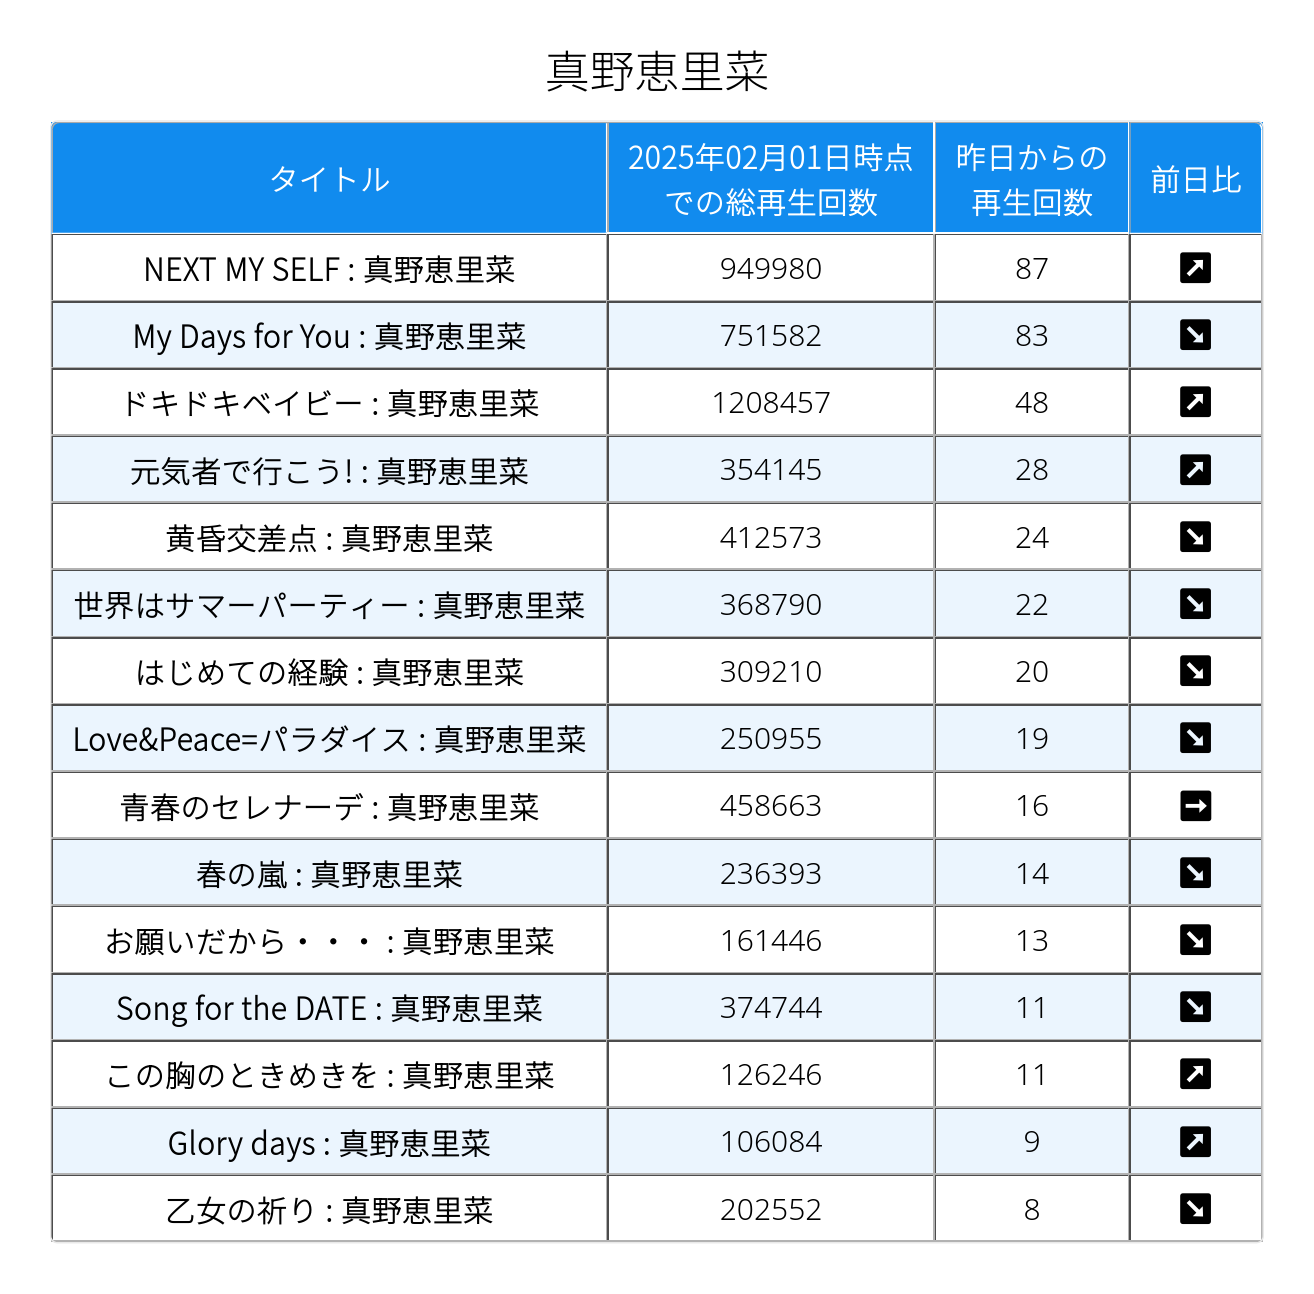 真野恵里菜
タイトル 2025年02月01日時点での総再生回数 昨日からの再生回数 前日比
NEXT MY SELF : 真野恵里菜 949980 87 ↗
My Days for You : 真野恵里菜 751582 83 ↘
ドキドキベイビー : 真野恵里菜 1208457 48 ↗
元気者で行こう! : 真野恵里菜 354145 28 ↗
黄昏交差点 : 真野恵里菜 412573 24 ↘
世界はサマーパーティー : 真野恵里菜 368790 22 ↘
はじめての経験 : 真野恵里菜 309210 20 ↘
Love&Peace=パラダイス : 真野恵里菜 250955 19 ↘
青春のセレナーデ : 真野恵里菜 458663 16 →
春の嵐 : 真野恵里菜 236393 14 ↘
お願いだから・・・ : 真野恵里菜 161446 13 ↘
Song for the DATE : 真野恵里菜 374744 11 ↘
この胸のときめきを : 真野恵里菜 126246 11 ↗
Glory days : 真野恵里菜 106084 9 ↗
乙女の祈り : 真野恵里菜 202552 8 ↘